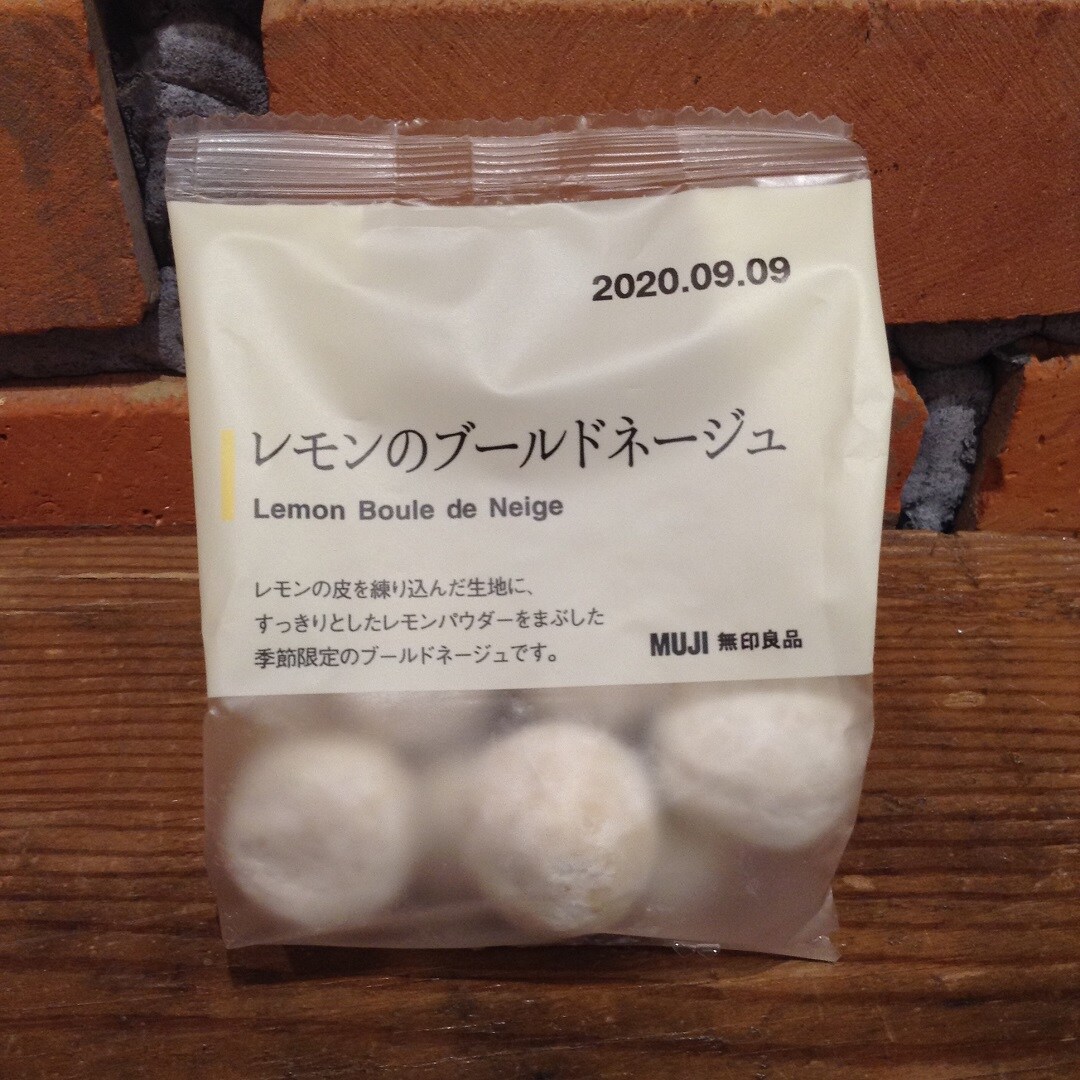 2020.09.09
レモンのブールドネージュ
Lemon Boule de Neige
レモンの皮を練り込んだ生地に、
すっきりとしたレモンパウダーをまぶした
季節限定のブールドネージュです。
MUJI 無印良品